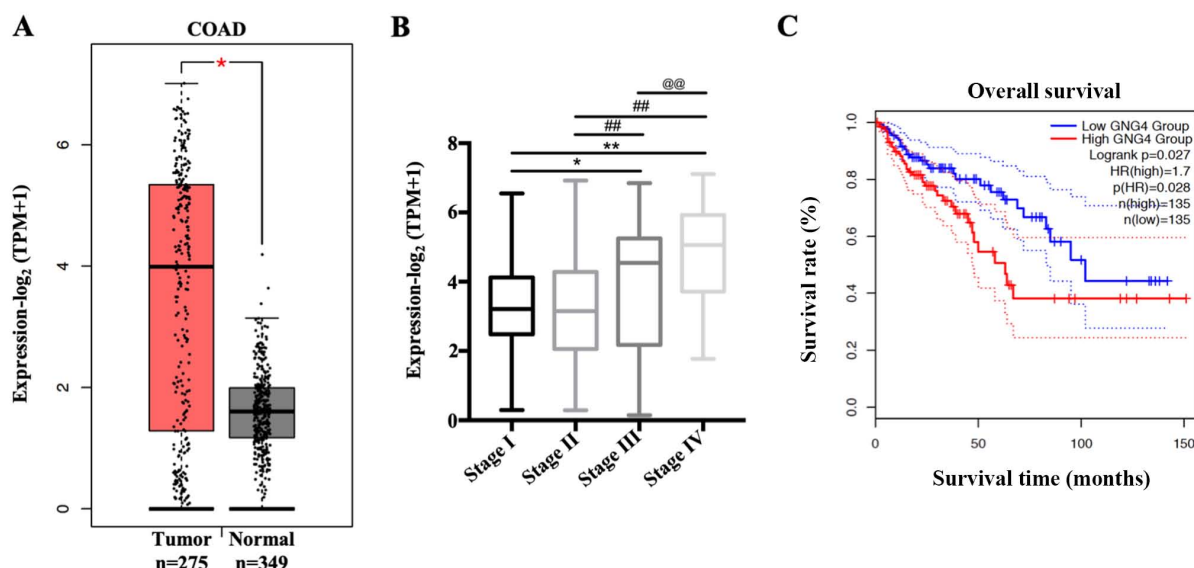 A
COAD
*
Expression-log2 (TPM+1)
6
4
2
0
Tumor
n=275
Normal
n=349
B
@@
##
##
**
*
Expression-log2 (TPM+1)
8
6
4
2
0
Stage I
Stage II
Stage III
Stage IV
C
Overall survival
Low GNG4 Group
High GNG4 Group
Logrank p=0.027
HR(high)=1.7
p(HR)=0.028
n(high)=135
n(low)=135
Survival rate (%)
1.0
0.8
0.6
0.4
0.2
0.0
0
50
100
150
Survival time (months)